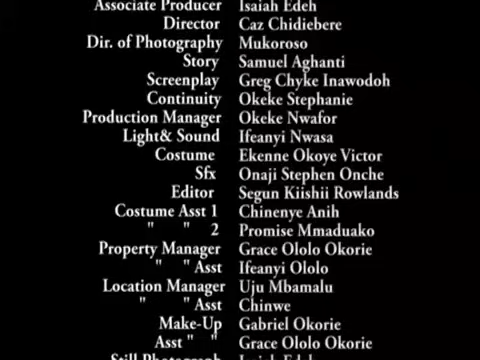 Associate Producer Isaiah Edeh
Director Caz Chidiebere
Dir. of Photography Mukoroso
Story Samuel Aghanti
Screenplay Greg Chyke Inawodoh
Continuity Okeke Stephanie
Production Manager Okeke Nwafor
Light& Sound Ifeanyi Nwasa
Costume Ekenne Okoye Victor
Sfx Onaji Stephen Onche
Editor Segun Kiishii Rowlands
Costume Asst 1 Chinenye Anih
" " 2 Promise Mmaduako
Property Manager Grace Ololo Okorie
" " Asst Ifeanyi Ololo
Location Manager Uju Mbamalu
" " Asst Chinwe
Make-Up Gabriel Okorie
Asst " " Grace Ololo Okorie
Still Photograph Isaiah Edeh